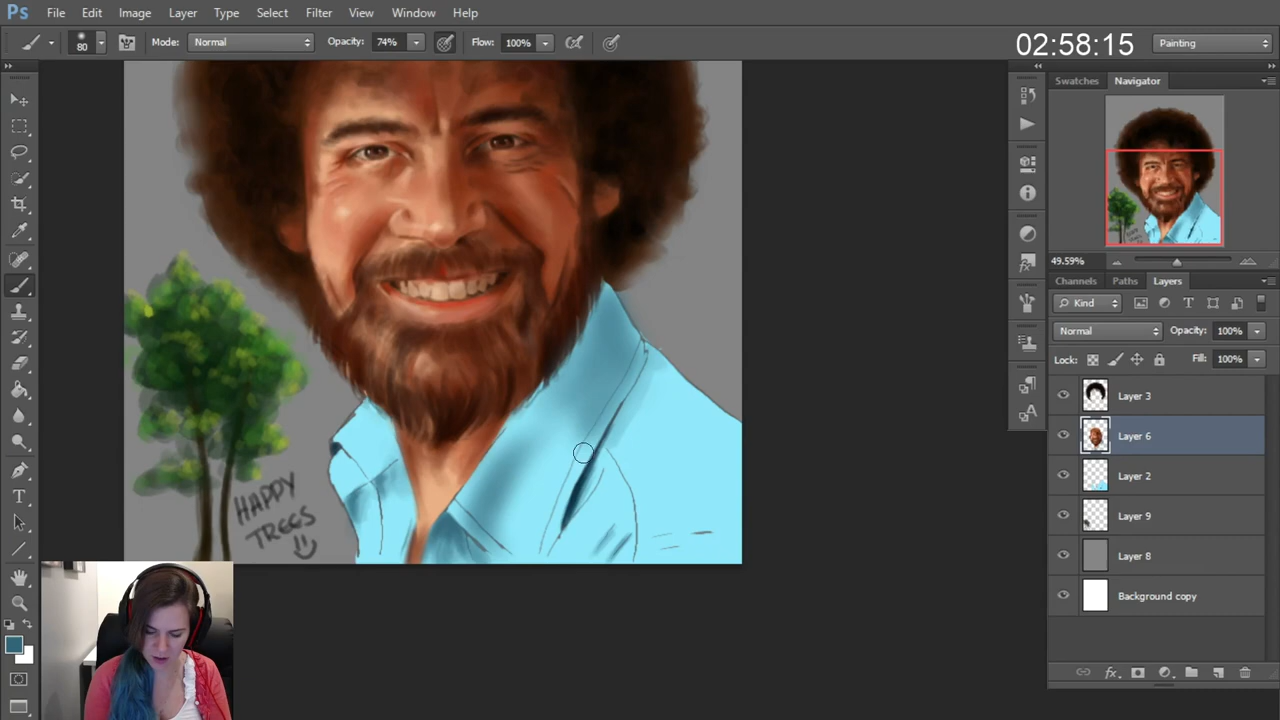 Ps File Edit Image Layer Type Select Filter View Window Help
80 Mode: Normal Opacity: 74% Flow: 100% 02:58:15 Painting
Swatches Navigator
49.59%
Channels Paths Layers
Kind T
Normal Opacity: 100%
Lock: Fill: 100%
Layer 3
Layer 6
Layer 2
Layer 9
Layer 8
Background copy
fx
HAPPY
TREES